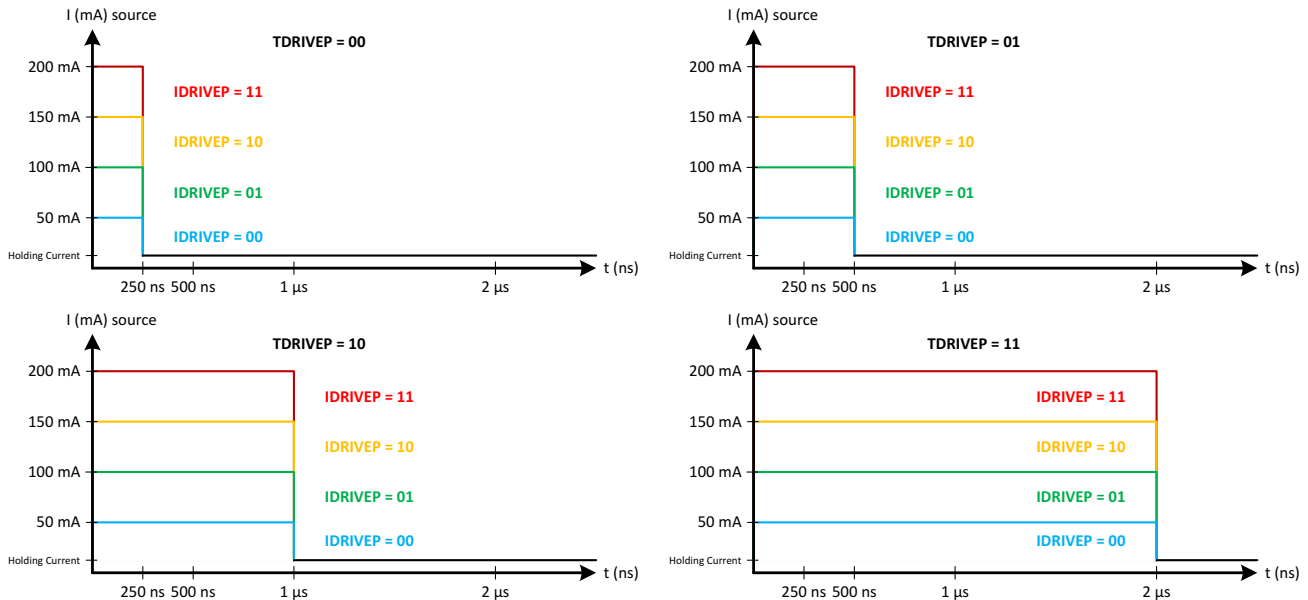 I (mA) source
TDRIVEP = 00
200 mA
IDRIVEP = 11
150 mA
IDRIVEP = 10
100 mA
IDRIVEP = 01
50 mA
IDRIVEP = 00
Holding Current
t (ns)
250 ns 500 ns 1 µs 2 µs
I (mA) source
TDRIVEP = 01
200 mA
IDRIVEP = 11
150 mA
IDRIVEP = 10
100 mA
IDRIVEP = 01
50 mA
IDRIVEP = 00
Holding Current
t (ns)
250 ns 500 ns 1 µs 2 µs
I (mA) source
TDRIVEP = 10
200 mA
IDRIVEP = 11
150 mA
IDRIVEP = 10
100 mA
IDRIVEP = 01
50 mA
IDRIVEP = 00
Holding Current
t (ns)
250 ns 500 ns 1 µs 2 µs
I (mA) source
TDRIVEP = 11
200 mA
IDRIVEP = 11
150 mA
IDRIVEP = 10
100 mA
IDRIVEP = 01
50 mA
IDRIVEP = 00
Holding Current
t (ns)
250 ns 500 ns 1 µs 2 µs